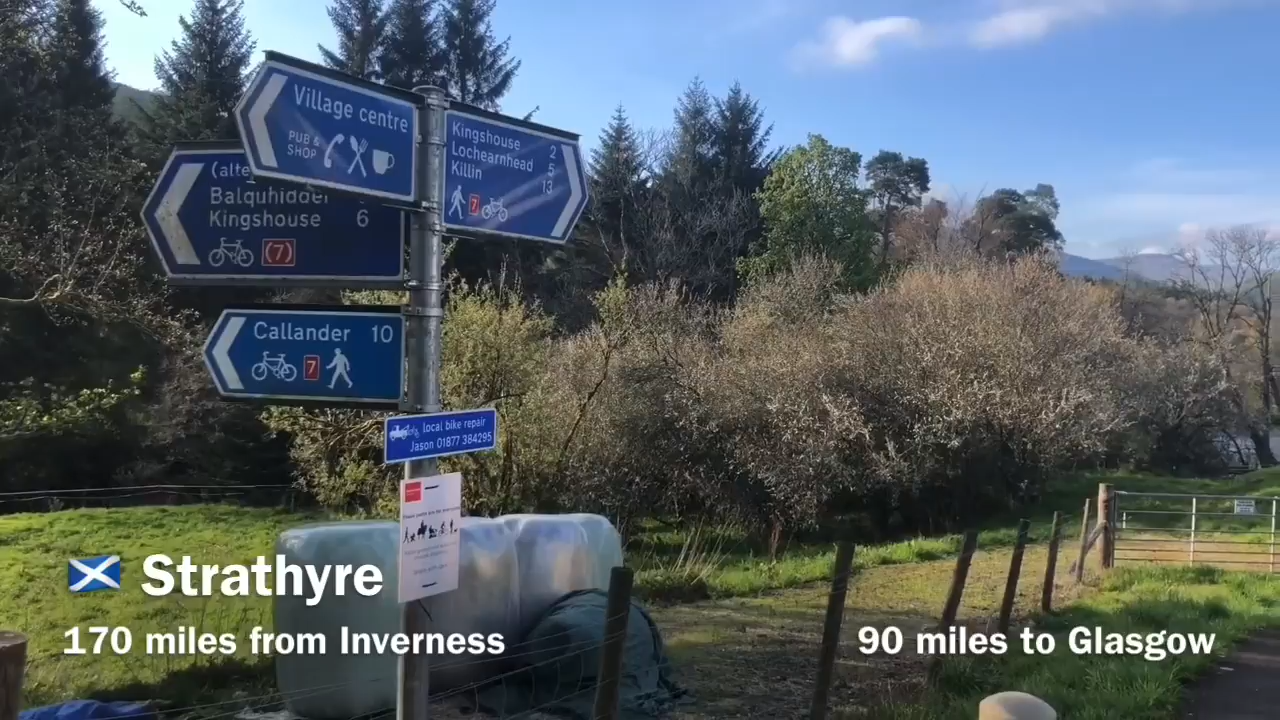 Village centre
PUB &
SHOP
Kingshouse 2
Lochearnhead 5
Killin 13
7
(alte
Balquhidder
Kingshouse 6
(7)
Callander 10
7
local bike repair
Jason 01877 384295
Strathyre
170 miles from Inverness
90 miles to Glasgow